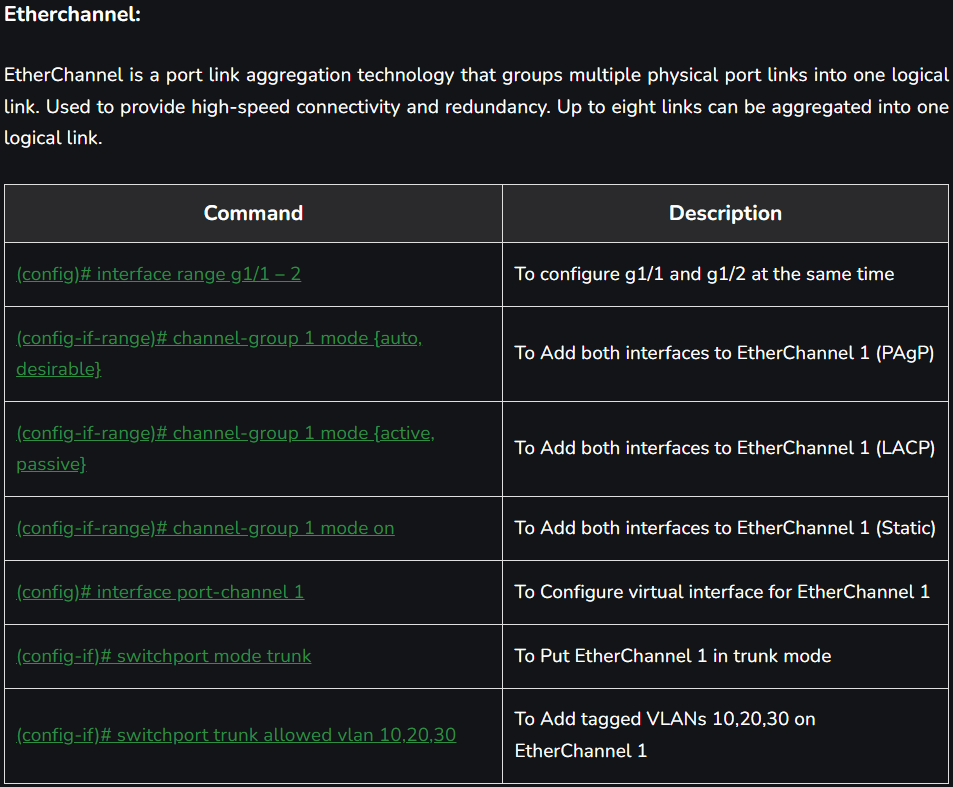 Etherchannel:
EtherChannel is a port link aggregation technology that groups multiple physical port links into one logical
link. Used to provide high-speed connectivity and redundancy. Up to eight links can be aggregated into one
logical link.
Command
Description
(config)# interface range g1/1 – 2
To configure g1/1 and g1/2 at the same time
(config-if-range)# channel-group 1 mode {auto,
desirable}
To Add both interfaces to EtherChannel 1 (PAgP)
(config-if-range)# channel-group 1 mode {active,
passive}
To Add both interfaces to EtherChannel 1 (LACP)
(config-if-range)# channel-group 1 mode on
To Add both interfaces to EtherChannel 1 (Static)
(config)# interface port-channel 1
To Configure virtual interface for EtherChannel 1
(config-if)# switchport mode trunk
To Put EtherChannel 1 in trunk mode
(config-if)# switchport trunk allowed vlan 10,20,30
To Add tagged VLANs 10,20,30 on
EtherChannel 1